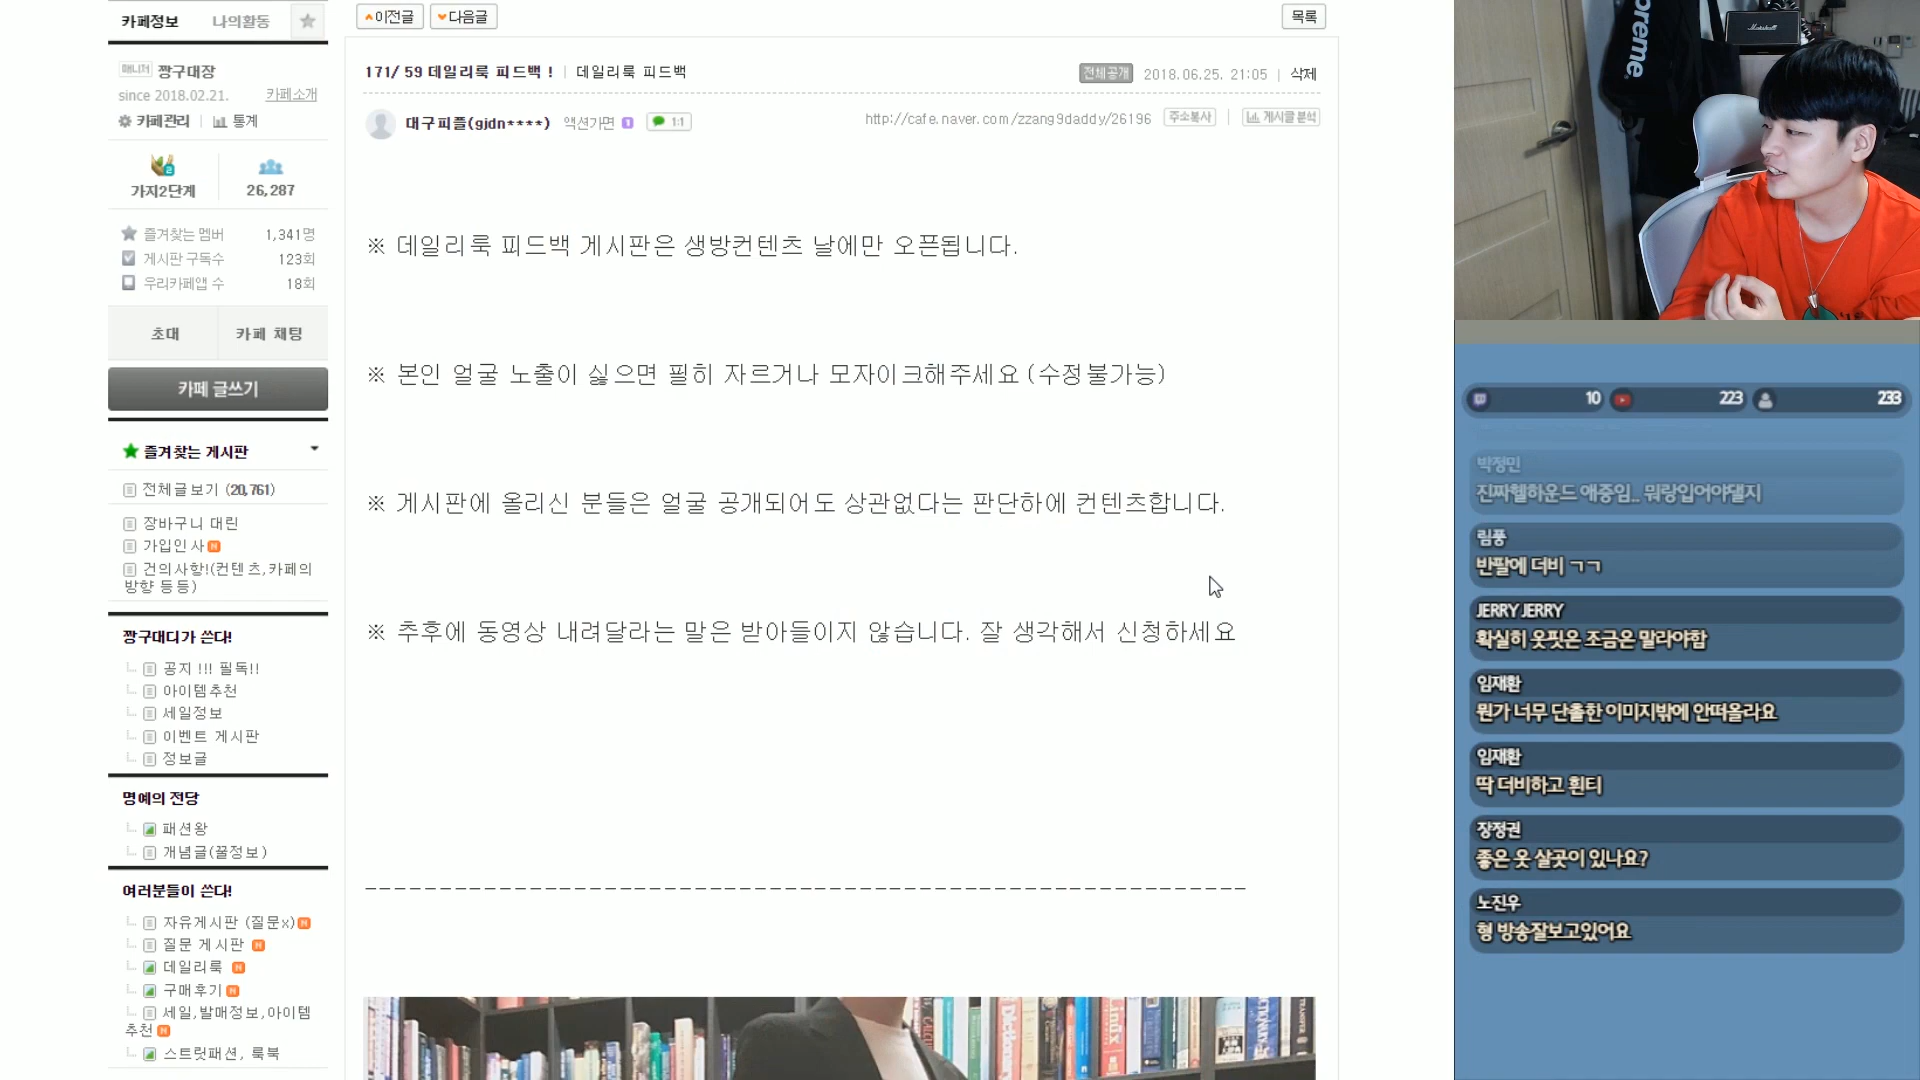 카페정보
나의활동
매니저 짱구대장
since 2018.02.21.
카페소개
카페관리
통계
가지2단계
26,287
즐겨찾는 멤버 1,341명
게시판 구독수 123회
우리카페앱 수 18회
초대
카페 채팅
카페 글쓰기
즐겨찾는 게시판
전체글보기 (20,761)
장바구니 대린
가입인사
건의사항!(컨텐츠,카페의
방향 등등)
짱구대디가 쓴다!
공지 !!! 필독!!
아이템추천
세일정보
이벤트 게시판
정보글
명예의 전당
패션왕
개념글(꿀정보)
여러분들이 쓴다!
자유게시판 (질문x)
질문 게시판
데일리룩
구매후기
세일,발매정보,아이템
추천
스트릿패션, 룩북
이전글
다음글
목록
171/ 59 데일리룩 피드백 ! | 데일리룩 피드백
전체공개 2018.06.25. 21:05 | 삭제
대구피플(gjdn****) 액션가면 1 1:1
http://cafe.naver.com/zzang9daddy/26196 주소복사 | 게시글 분석
※ 데일리룩 피드백 게시판은 생방컨텐츠 날에만 오픈됩니다.
※ 본인 얼굴 노출이 싫으면 필히 자르거나 모자이크해주세요 (수정불가능)
※ 게시판에 올리신 분들은 얼굴 공개되어도 상관없다는 판단하에 컨텐츠합니다.
※ 추후에 동영상 내려달라는 말은 받아들이지 않습니다. 잘 생각해서 신청하세요
preme
Marshall
10
223
233
박정민
진짜헬하운드 애중임.. 뭐랑입어야댈지
림풍
반팔에 더비 ㄱㄱ
JERRY JERRY
확실히 옷핏은 조금은 말라야함
임재환
뭔가 너무 단촐한 이미지밖에 안떠올라요
임재환
딱 더비하고 흰티
장정권
좋은 옷 살곳이 있나요?
노진우
형 방송잘보고있어요